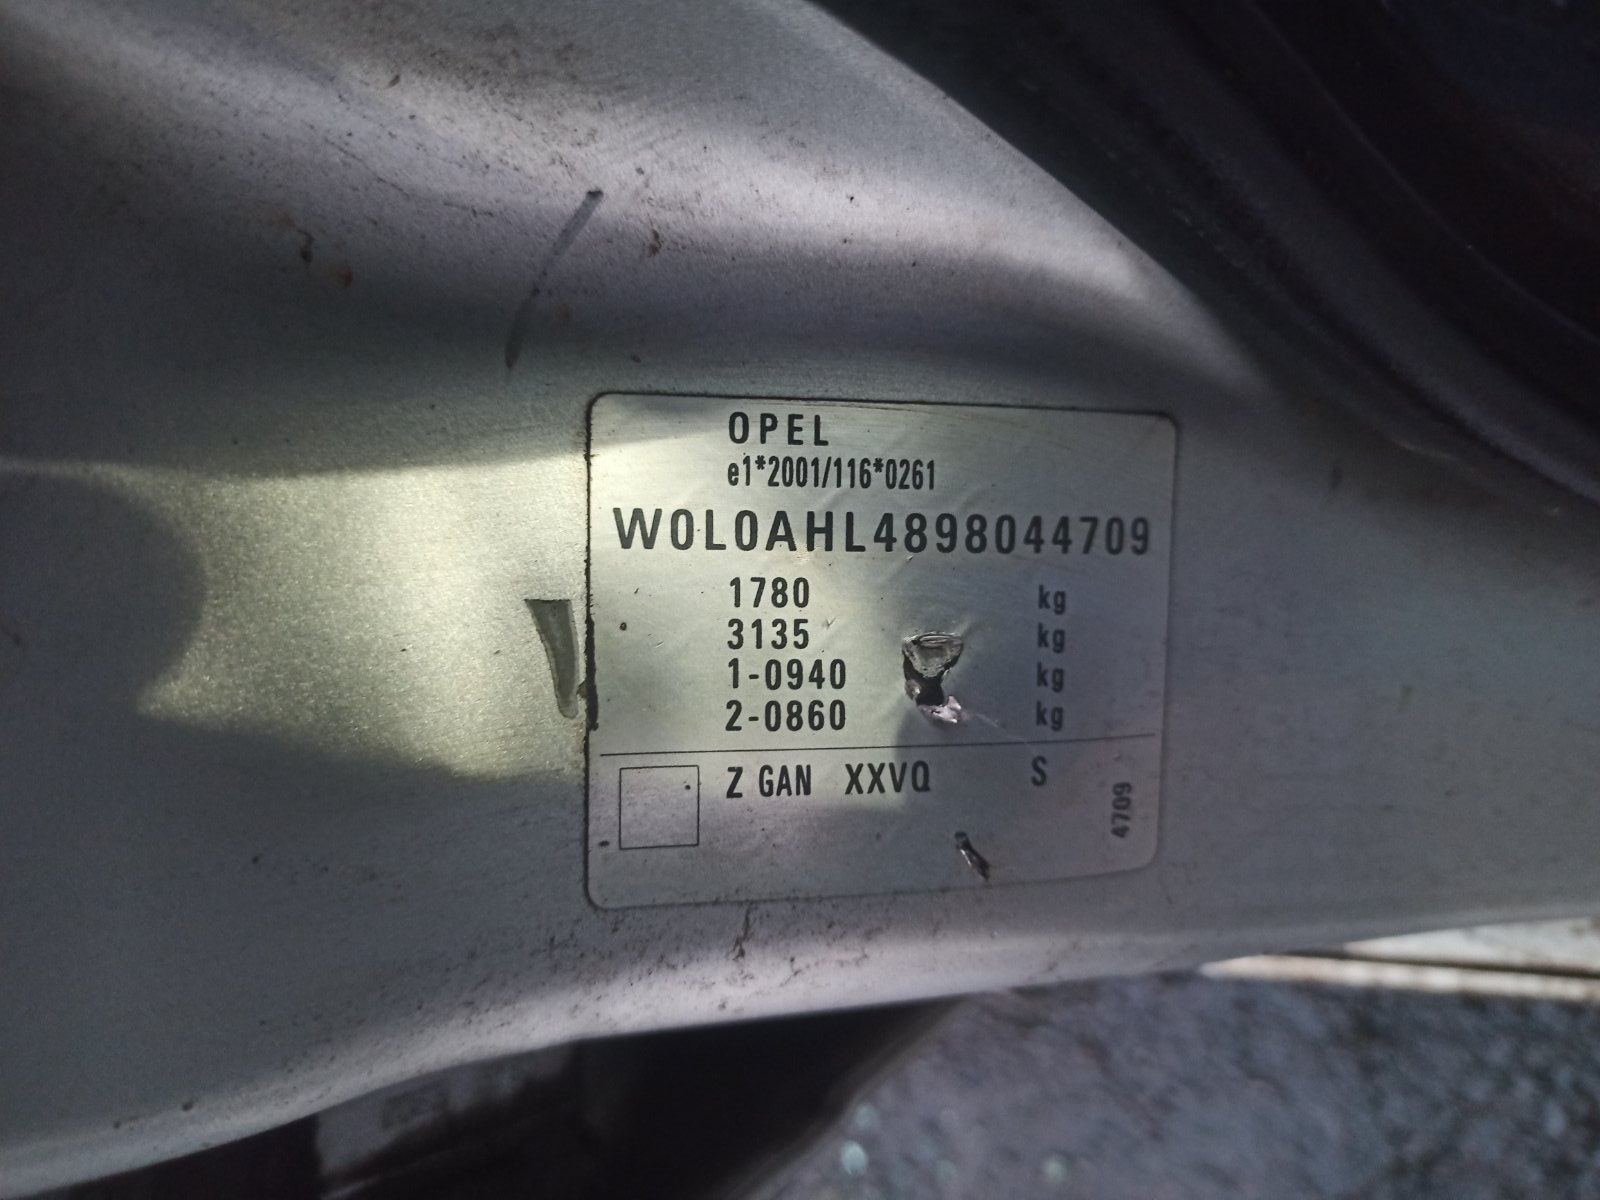 OPEL
e1*2001/116*0261
W0L0AHL4898044709
1780 kg
3135 kg
1-0940 kg
2-0860 kg
Z GAN XXVQ S
4709